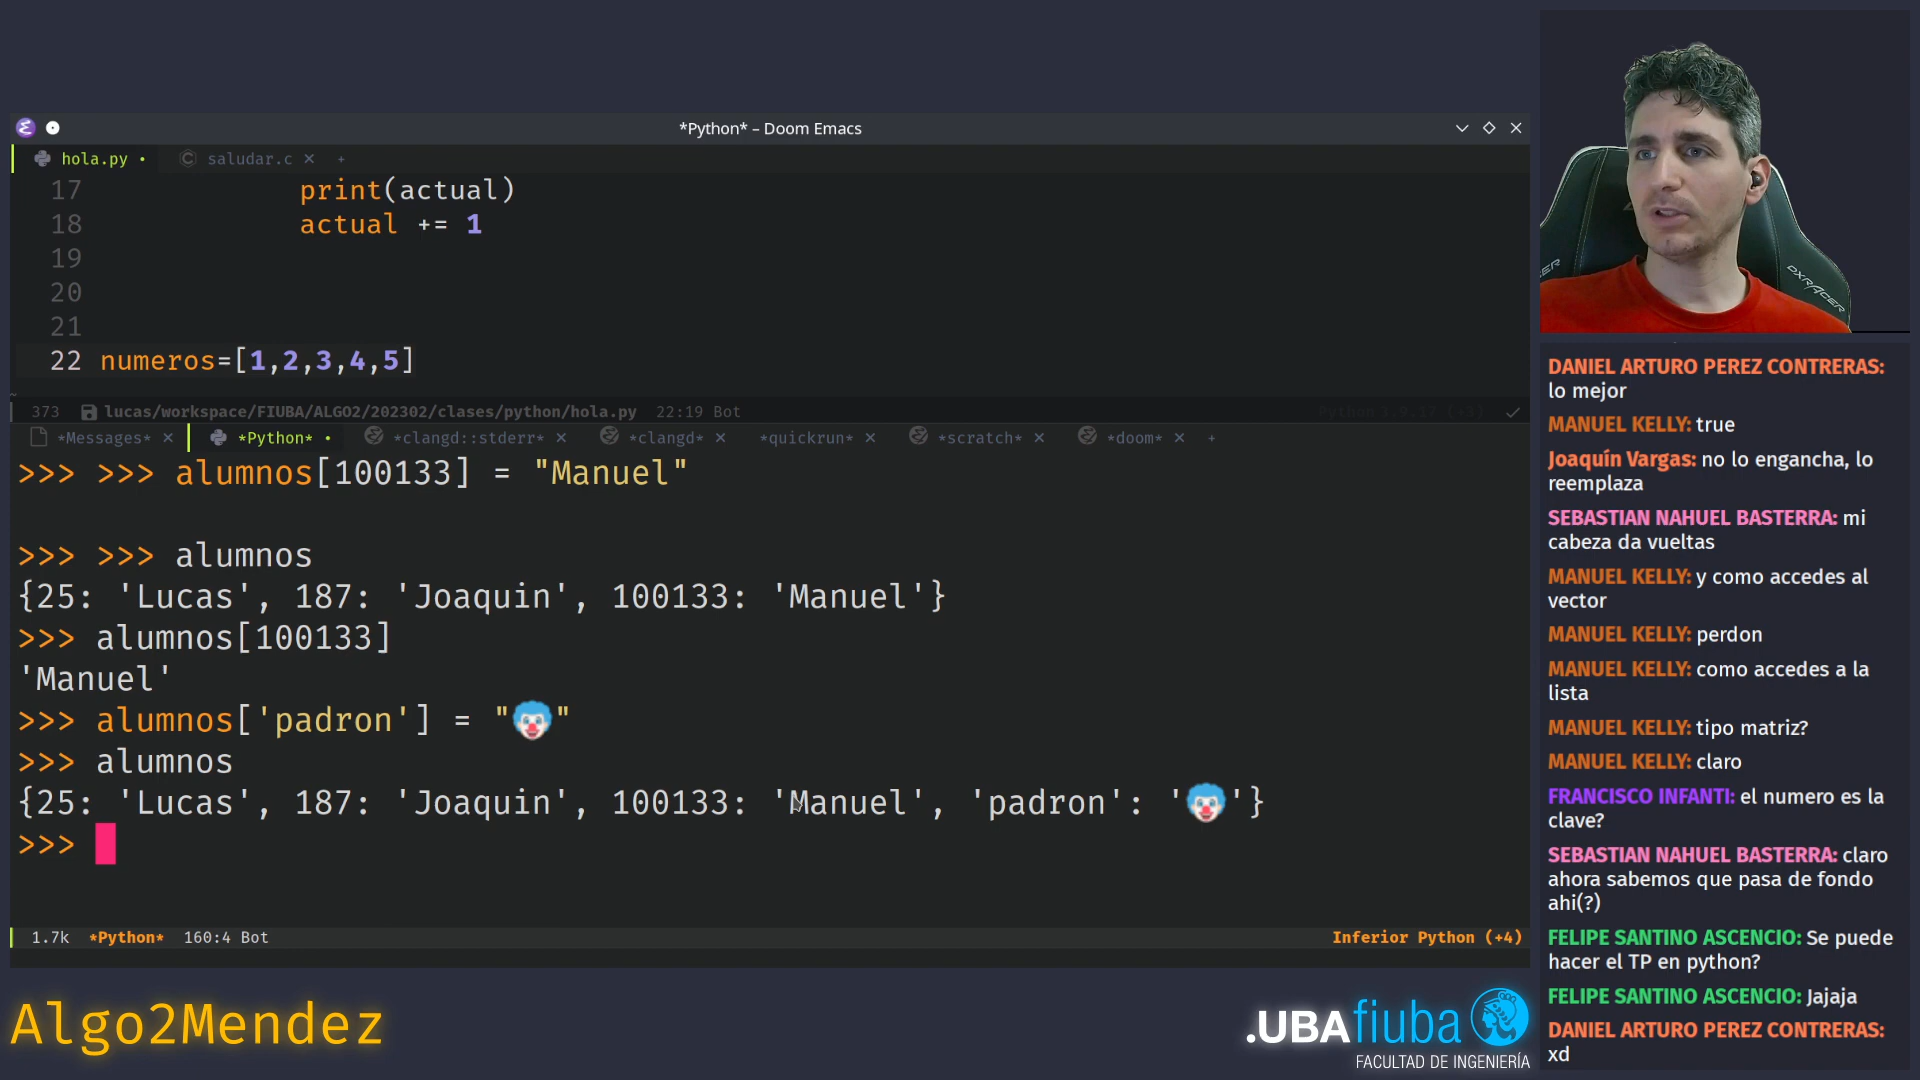 *Python* – Doom Emacs
hola.py
saludar.c
17 print(actual)
18 actual += 1
19
20
21
22 numeros=[1,2,3,4,5]
373 lucas/workspace/FIUBA/ALGO2/202302/clases/python/hola.py 22:19 Bot
*Messages* *Python* *clangd::stderr* *clangd* *quickrun* *scratch* *doom*
>>> >>> alumnos[100133] = "Manuel"
>>> >>> alumnos
{25: 'Lucas', 187: 'Joaquin', 100133: 'Manuel'}
>>> alumnos[100133]
'Manuel'
>>> alumnos['padron'] = "🤡"
>>> alumnos
{25: 'Lucas', 187: 'Joaquin', 100133: 'Manuel', 'padron': '🤡'}
>>>
1.7k *Python* 160:4 Bot
Inferior Python (+4)
Algo2Mendez
.UBAfiuba
FACULTAD DE INGENIERÍA
DXRACER
DANIEL ARTURO PEREZ CONTRERAS:
lo mejor
MANUEL KELLY: true
Joaquín Vargas: no lo engancha, lo
reemplaza
SEBASTIAN NAHUEL BASTERRA: mi
cabeza da vueltas
MANUEL KELLY: y como accedes al
vector
MANUEL KELLY: perdon
MANUEL KELLY: como accedes a la
lista
MANUEL KELLY: tipo matriz?
MANUEL KELLY: claro
FRANCISCO INFANTI: el numero es la
clave?
SEBASTIAN NAHUEL BASTERRA: claro
ahora sabemos que pasa de fondo
ahi(?)
FELIPE SANTINO ASCENCIO: Se puede
hacer el TP en python?
FELIPE SANTINO ASCENCIO: Jajaja
DANIEL ARTURO PEREZ CONTRERAS:
xd